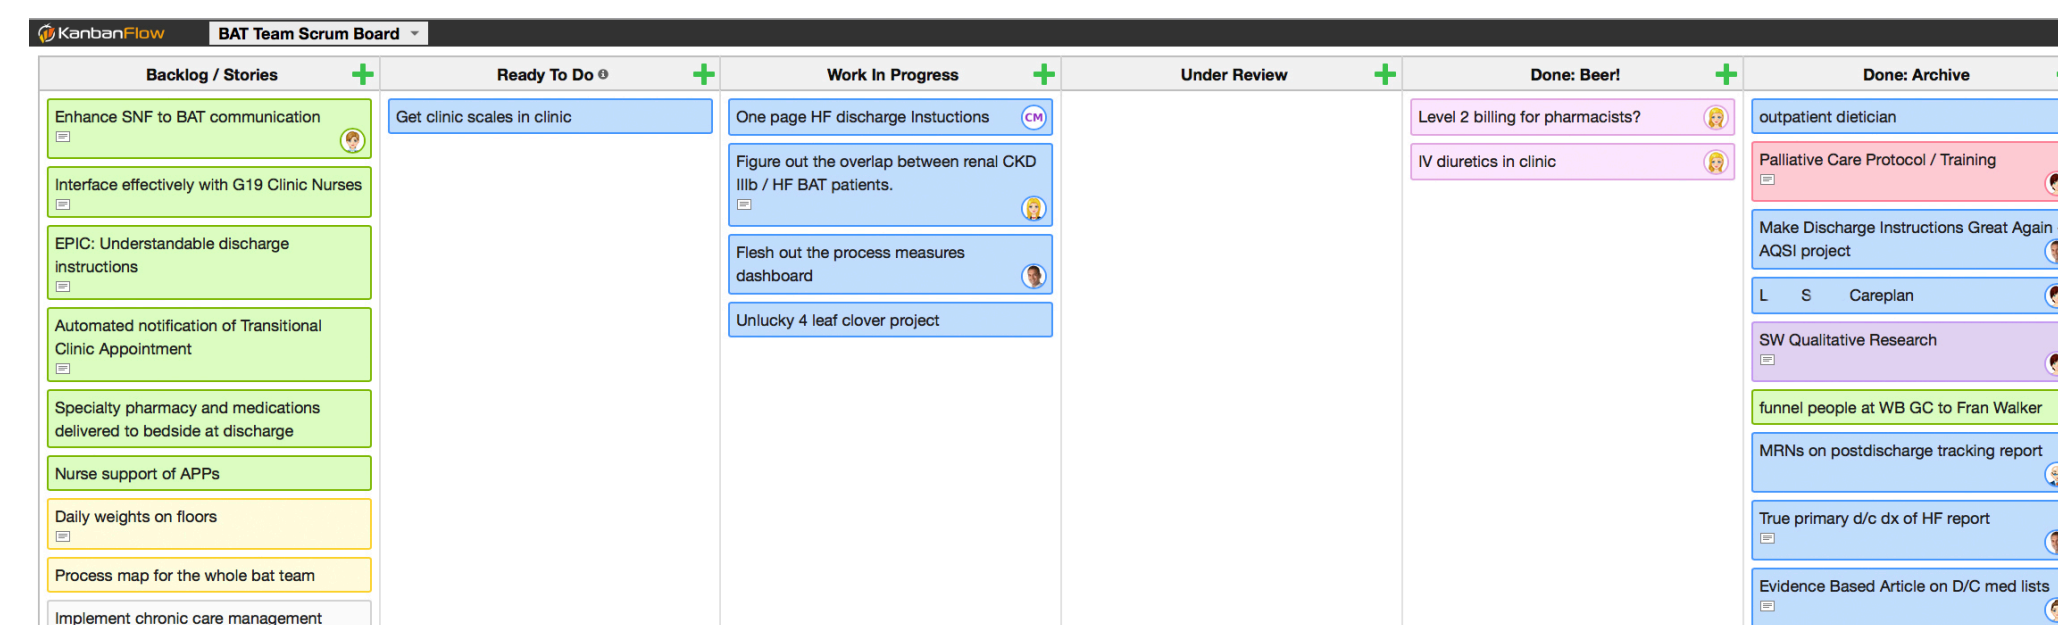 KanbanFlow
BAT Team Scrum Board
Backlog / Stories
Enhance SNF to BAT communication
Interface effectively with G19 Clinic Nurses
EPIC: Understandable discharge
instructions
Automated notification of Transitional
Clinic Appointment
Specialty pharmacy and medications
delivered to bedside at discharge
Nurse support of APPs
Daily weights on floors
Process map for the whole bat team
Implement chronic care management
Ready To Do
Get clinic scales in clinic
Work In Progress
One page HF discharge Instuctions
CM
Figure out the overlap between renal CKD
IIIb / HF BAT patients.
Flesh out the process measures
dashboard
Unlucky 4 leaf clover project
Under Review
Done: Beer!
Level 2 billing for pharmacists?
IV diuretics in clinic
Done: Archive
outpatient dietician
Palliative Care Protocol / Training
Make Discharge Instructions Great Again
AQSI project
L S Careplan
SW Qualitative Research
funnel people at WB GC to Fran Walker
MRNs on postdischarge tracking report
True primary d/c dx of HF report
Evidence Based Article on D/C med lists